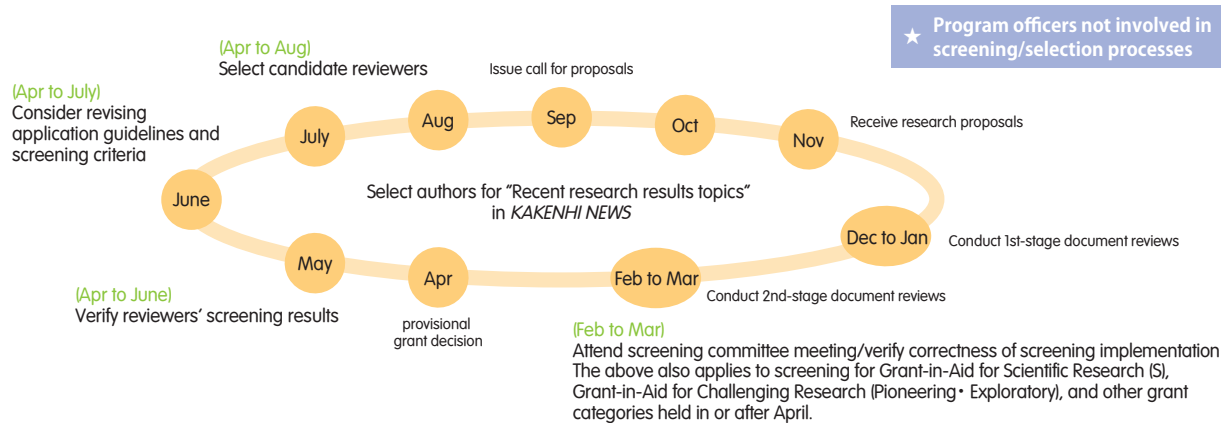 ★ Program officers not involved in
screening/selection processes
(Apr to Aug)
Select candidate reviewers
Issue call for proposals
(Apr to July)
Consider revising
application guidelines and
screening criteria
July
Aug
Sep
Oct
Nov
Receive research proposals
June
Select authors for “Recent research results topics”
in KAKENHI NEWS
Dec to Jan
Conduct 1st-stage document reviews
May
Apr
Feb to Mar
Conduct 2nd-stage document reviews
(Apr to June)
Verify reviewers’ screening results
provisional
grant decision
(Feb to Mar)
Attend screening committee meeting/verify correctness of screening implementation
The above also applies to screening for Grant-in-Aid for Scientific Research (S),
Grant-in-Aid for Challenging Research (Pioneering・Exploratory), and other grant
categories held in or after April.